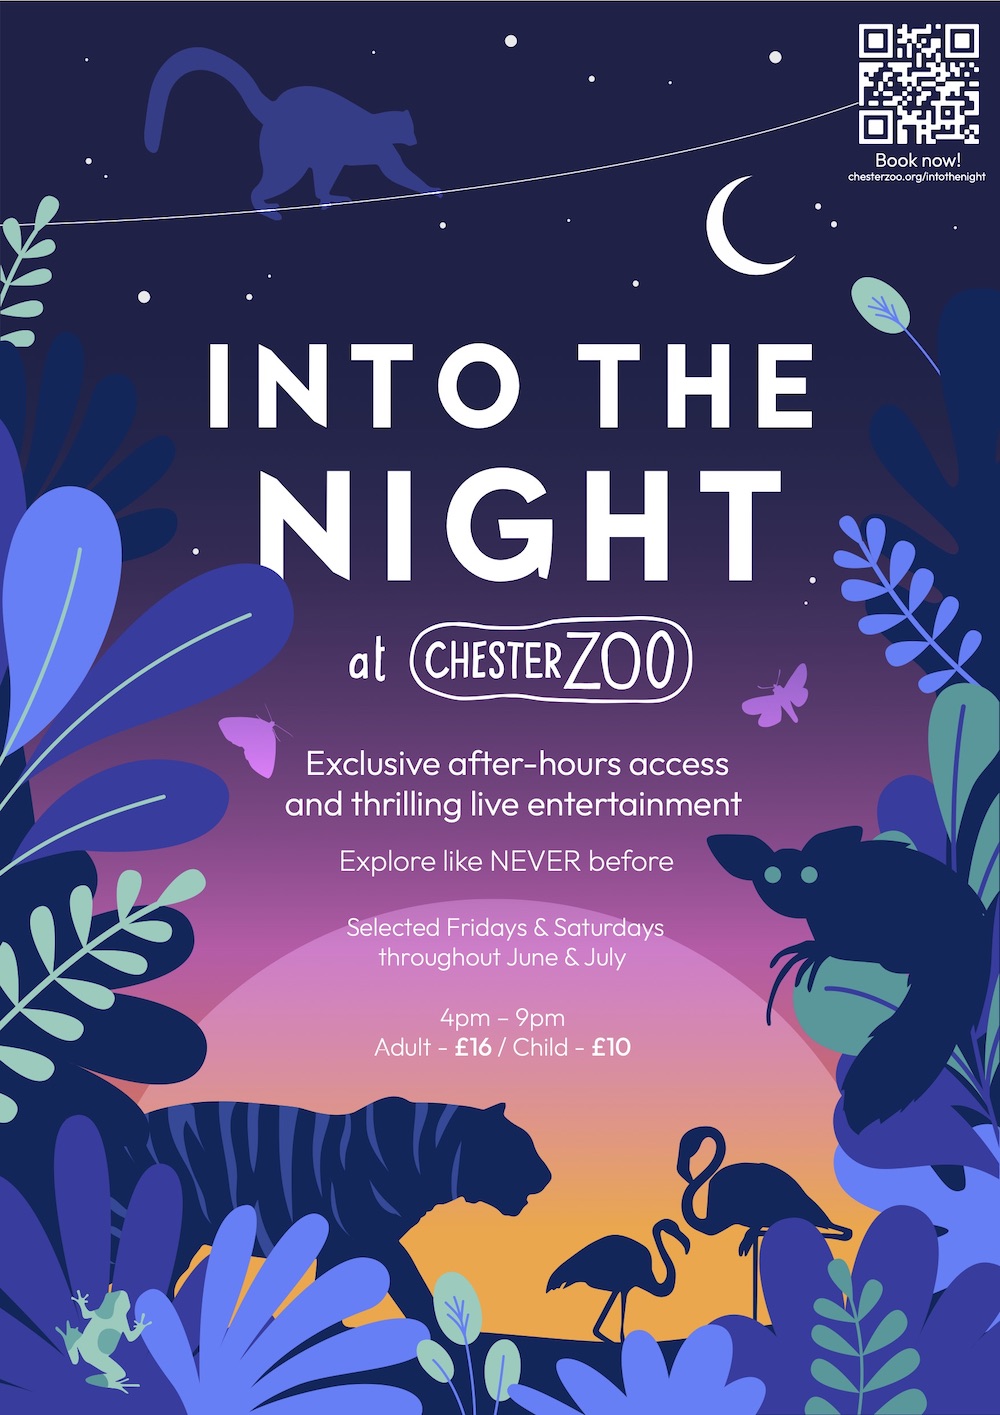 Book now!
chesterzoo.org/intothenight
INTO THE
NIGHT
at CHESTER ZOO
Exclusive after-hours access
and thrilling live entertainment
Explore like NEVER before
Selected Fridays & Saturdays
throughout June & July
4pm – 9pm
Adult - £16 / Child - £10